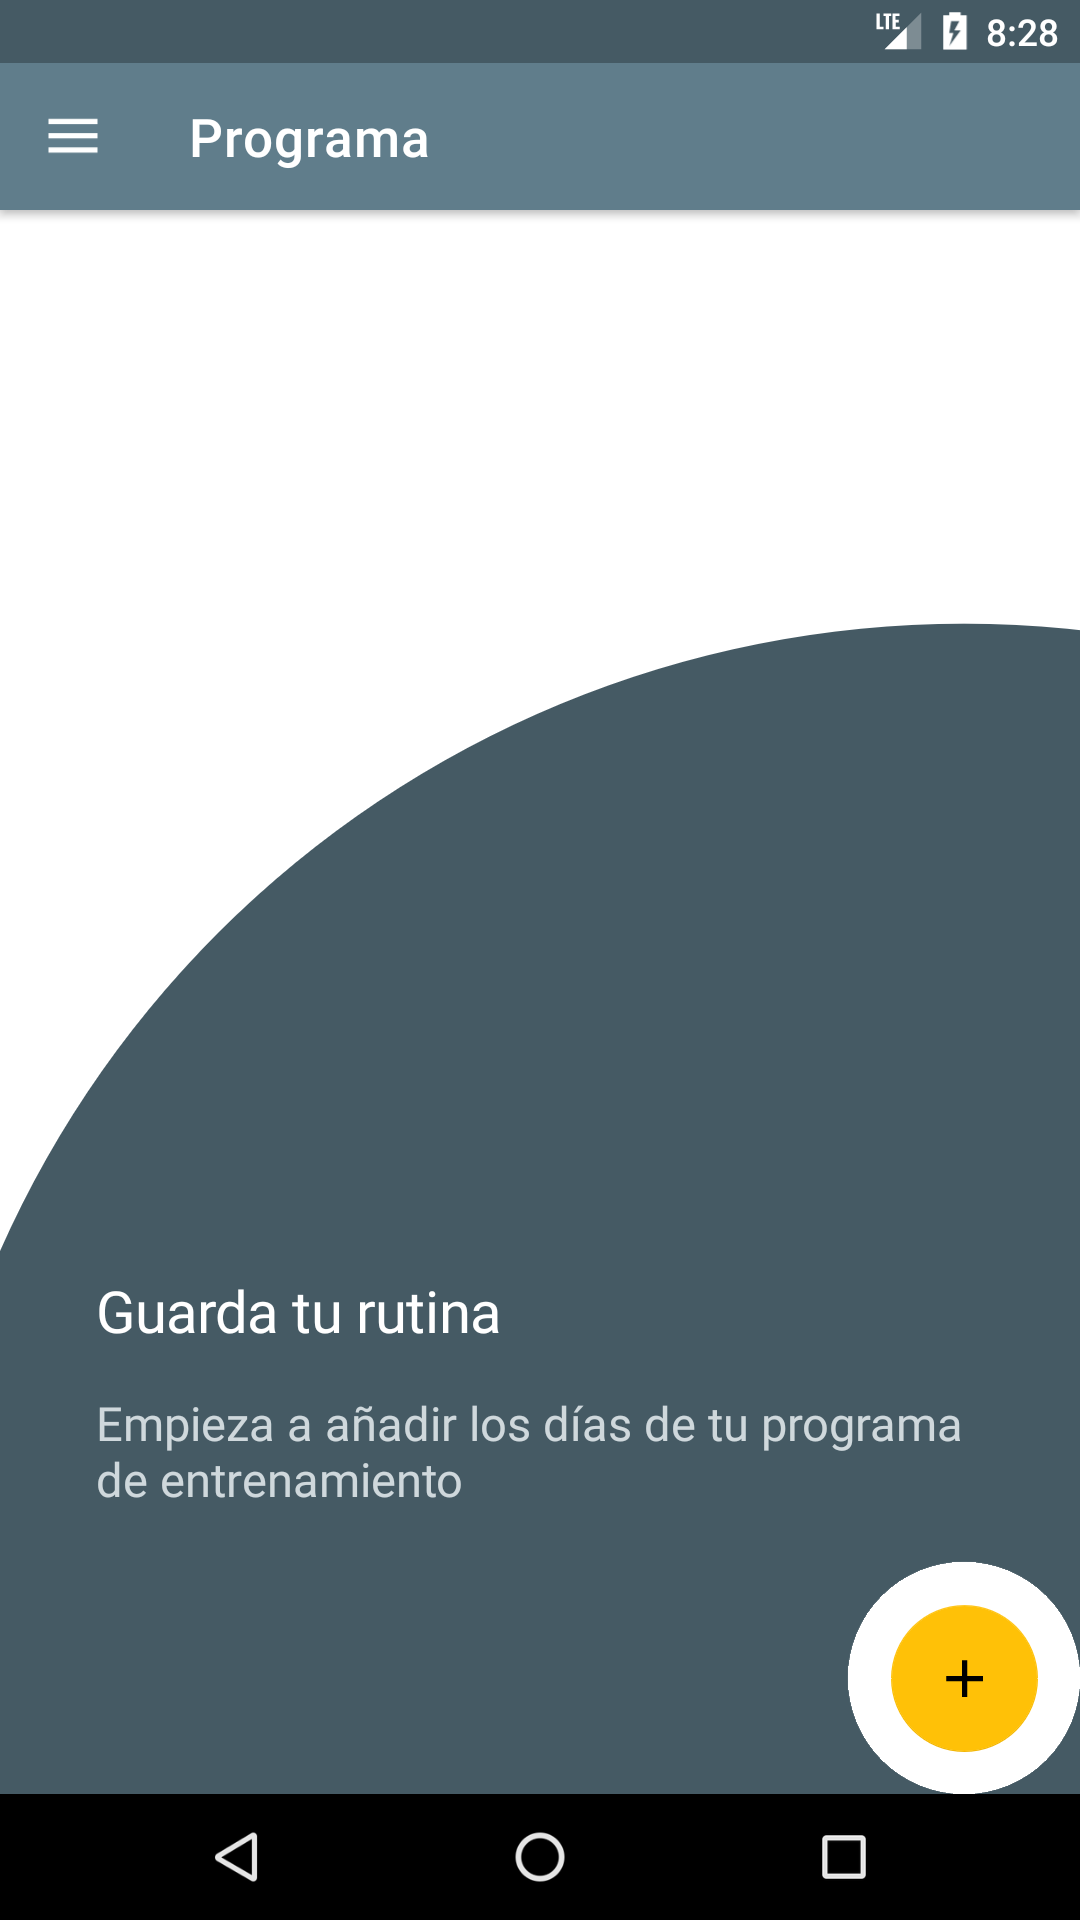 LTE 8:28
Programa
Guarda tu rutina
Empieza a añadir los días de tu programa
de entrenamiento